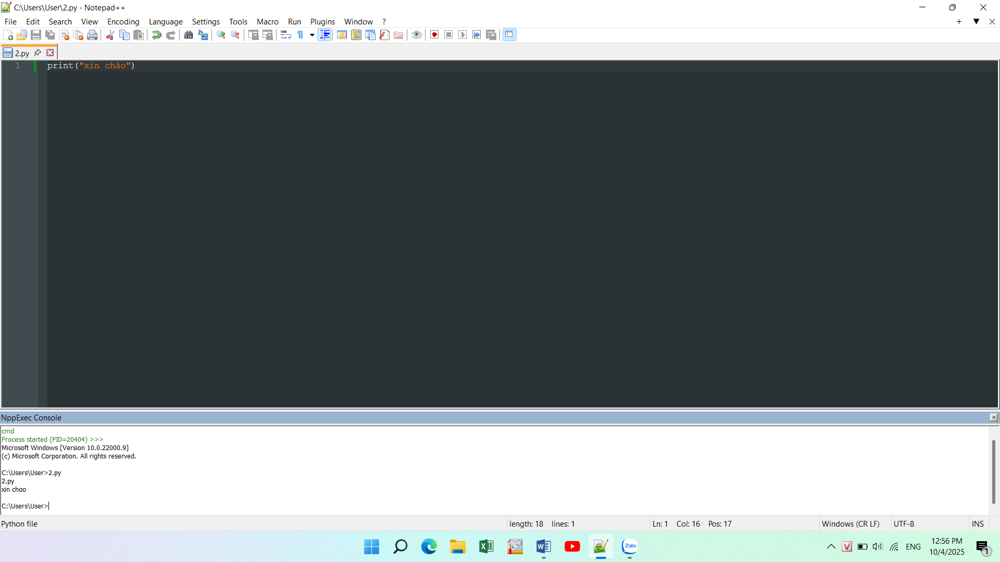 C:\Users\User\2.py - Notepad++
File Edit Search View Encoding Language Settings Tools Macro Run Plugins Window ?
2.py
1 print("xin chào")
NppExec Console
cmd
Process started (PID=20404) >>>
Microsoft Windows [Version 10.0.22000.9]
(c) Microsoft Corporation. All rights reserved.
C:\Users\User>2.py
2.py
xin chao
C:\Users\User>
Python file length: 18 lines: 1 Ln: 1 Col: 16 Pos: 17 Windows (CR LF) UTF-8 INS
Zalo
V
ENG
12:56 PM
10/4/2025
1